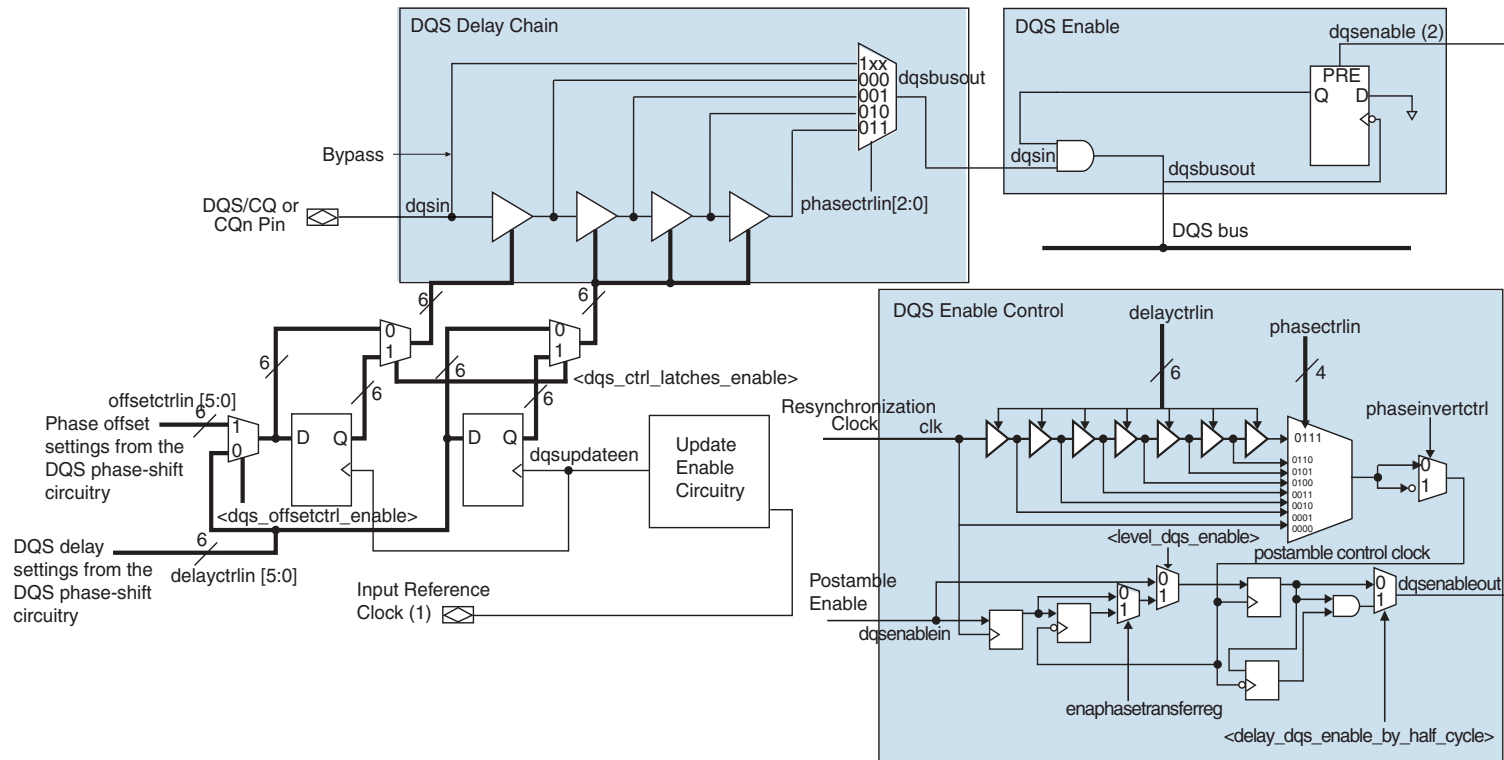 DQS Delay Chain
1xx
000
001
010
011
dqsbusout
Bypass
phasectrlin[2:0]
DQS/CQ or
CQn Pin
dqsin
DQS Enable
dqsenable (2)
PRE
Q
D
dqsin
dqsbusout
DQS bus
6
6
0
1
0
1
6
6
6
6
<dqs_ctrl_latches_enable>
offsetctrlin [5:0]
6
Phase offset
settings from the
DQS phase-shift
circuitry
1
0
D
Q
D
Q
dqsupdateen
Update
Enable
Circuitry
<dqs_offsetctrl_enable>
DQS delay
settings from the
DQS phase-shift
circuitry
6
delayctrlin [5:0]
Input Reference
Clock (1)
DQS Enable Control
delayctrlin
phasectrlin
6
4
Resynchronization
Clock
clk
0111
0110
0101
0100
0011
0010
0001
0000
phaseinvertctrl
0
1
<level_dqs_enable>
postamble control clock
Postamble
Enable
dqsenablein
0
1
0
1
0
1
dqsenableout
enaphasetransferreg
<delay_dqs_enable_by_half_cycle>